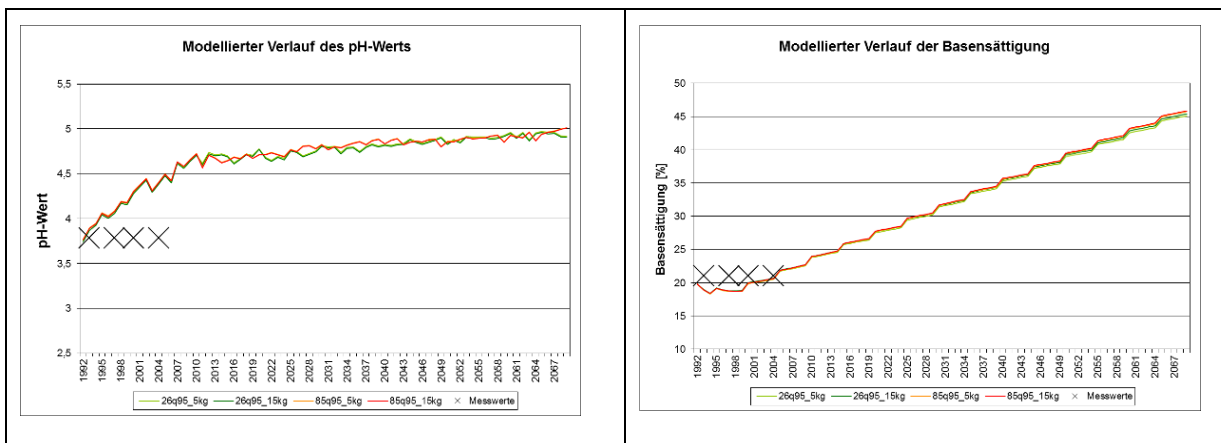 Modellierter Verlauf des pH-Werts
pH-Wert
5,5
5
4,5
4
3,5
3
2,5
1992 1995 1998 2001 2004 2007 2010 2013 2016 2019 2022 2025 2028 2031 2034 2037 2040 2043 2046 2049 2052 2055 2058 2061 2064 2067
26q95_5kg 26q95_15kg 85q95_5kg 85q95_15kg Messwerte
Modellierter Verlauf der Basensättigung
Basensättigung [%]
50
45
40
35
30
25
20
15
10
1992 1995 1998 2001 2004 2007 2010 2013 2016 2019 2022 2025 2028 2031 2034 2037 2040 2043 2046 2049 2052 2055 2058 2061 2064 2067
26q95_5kg 26q95_15kg 85q95_5kg 85q95_15kg Messwerte